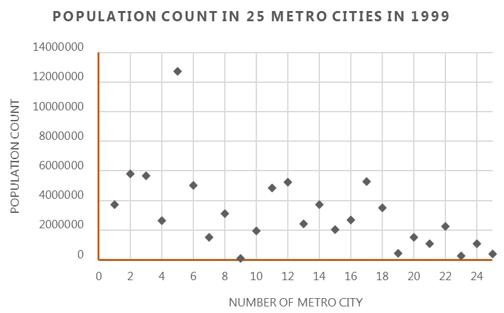 POPULATION COUNT IN 25 METRO CITIES IN 1999
14000000
12000000
10000000
8000000
6000000
4000000
2000000
0
POPULATION COUNT
0 2 4 6 8 10 12 14 16 18 20 22 24
NUMBER OF METRO CITY